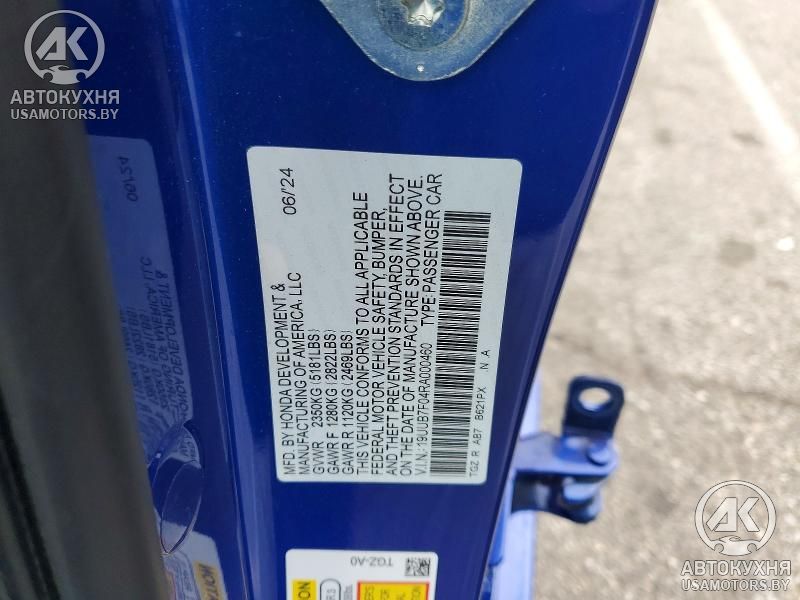 AK
АВТОКУХНЯ
USAMOTORS.BY
MFD. BY HONDA DEVELOPMENT & 06/'24
MANUFACTURING OF AMERICA, LLC
GVWR 2350KG(5181LBS)
GAWR F 1280KG(2822LBS)
GAWR R 1120KG(2469LBS)
THIS VEHICLE CONFORMS TO ALL APPLICABLE
FEDERAL MOTOR VEHICLE SAFETY, BUMPER,
AND THEFT PREVENTION STANDARDS IN EFFECT
ON THE DATE OF MANUFACTURE SHOWN ABOVE.
V.I.N.: 19UUB7F04RA000460 TYPE:PASSENGER CAR
TGZ R AB7 B621PX N A
TGZ-A0
AK
АВТОКУХНЯ
USAMOTORS.BY